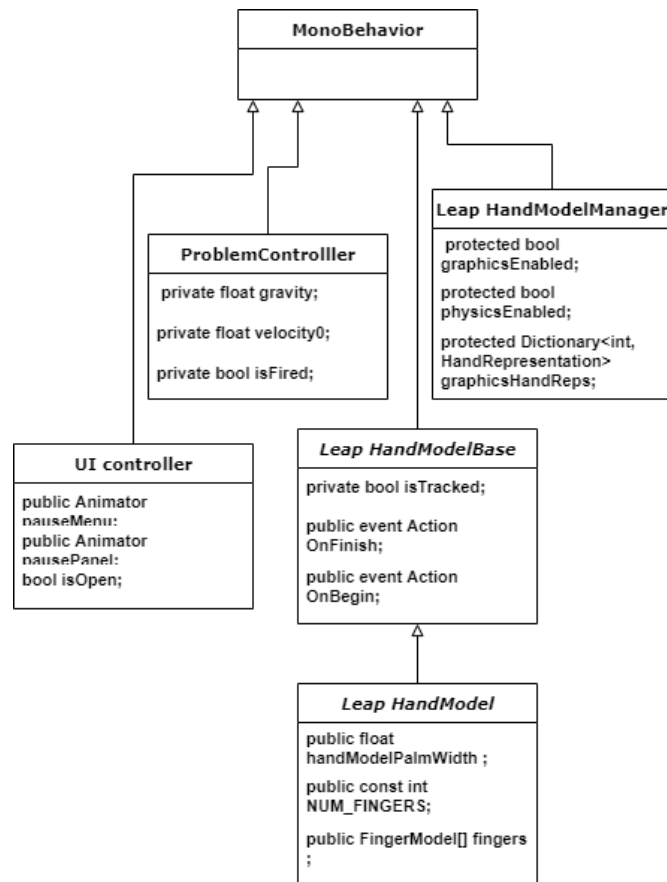 MonoBehavior
Leap HandModelManager
protected bool
graphicsEnabled;
protected bool
physicsEnabled;
protected Dictionary<int,
HandRepresentation>
graphicsHandReps;
ProblemControlller
private float gravity;
private float velocity0;
private bool isFired;
UI controller
public Animator
pauseMenu;
public Animator
pausePanel;
bool isOpen;
Leap HandModelBase
private bool isTracked;
public event Action
OnFinish;
public event Action
OnBegin;
Leap HandModel
public float
handModelPalmWidth ;
public const int
NUM_FINGERS;
public FingerModel[] fingers
;